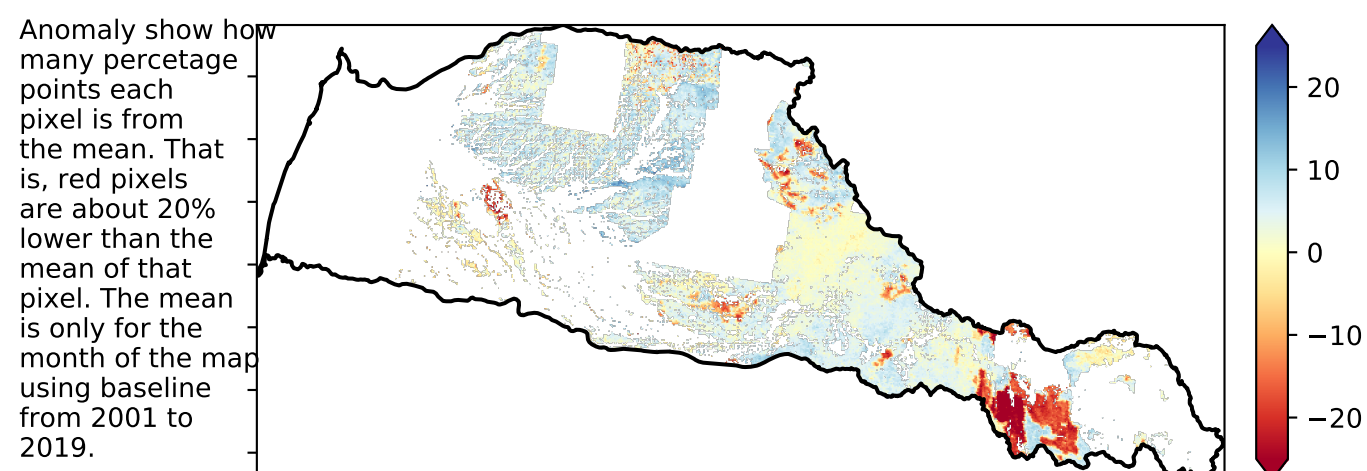 Anomaly show how
many percetage
points each
pixel is from
the mean. That
is, red pixels
are about 20%
lower than the
mean of that
pixel. The mean
is only for the
month of the map
using baseline
from 2001 to
2019.
20
10
0
−10
−20